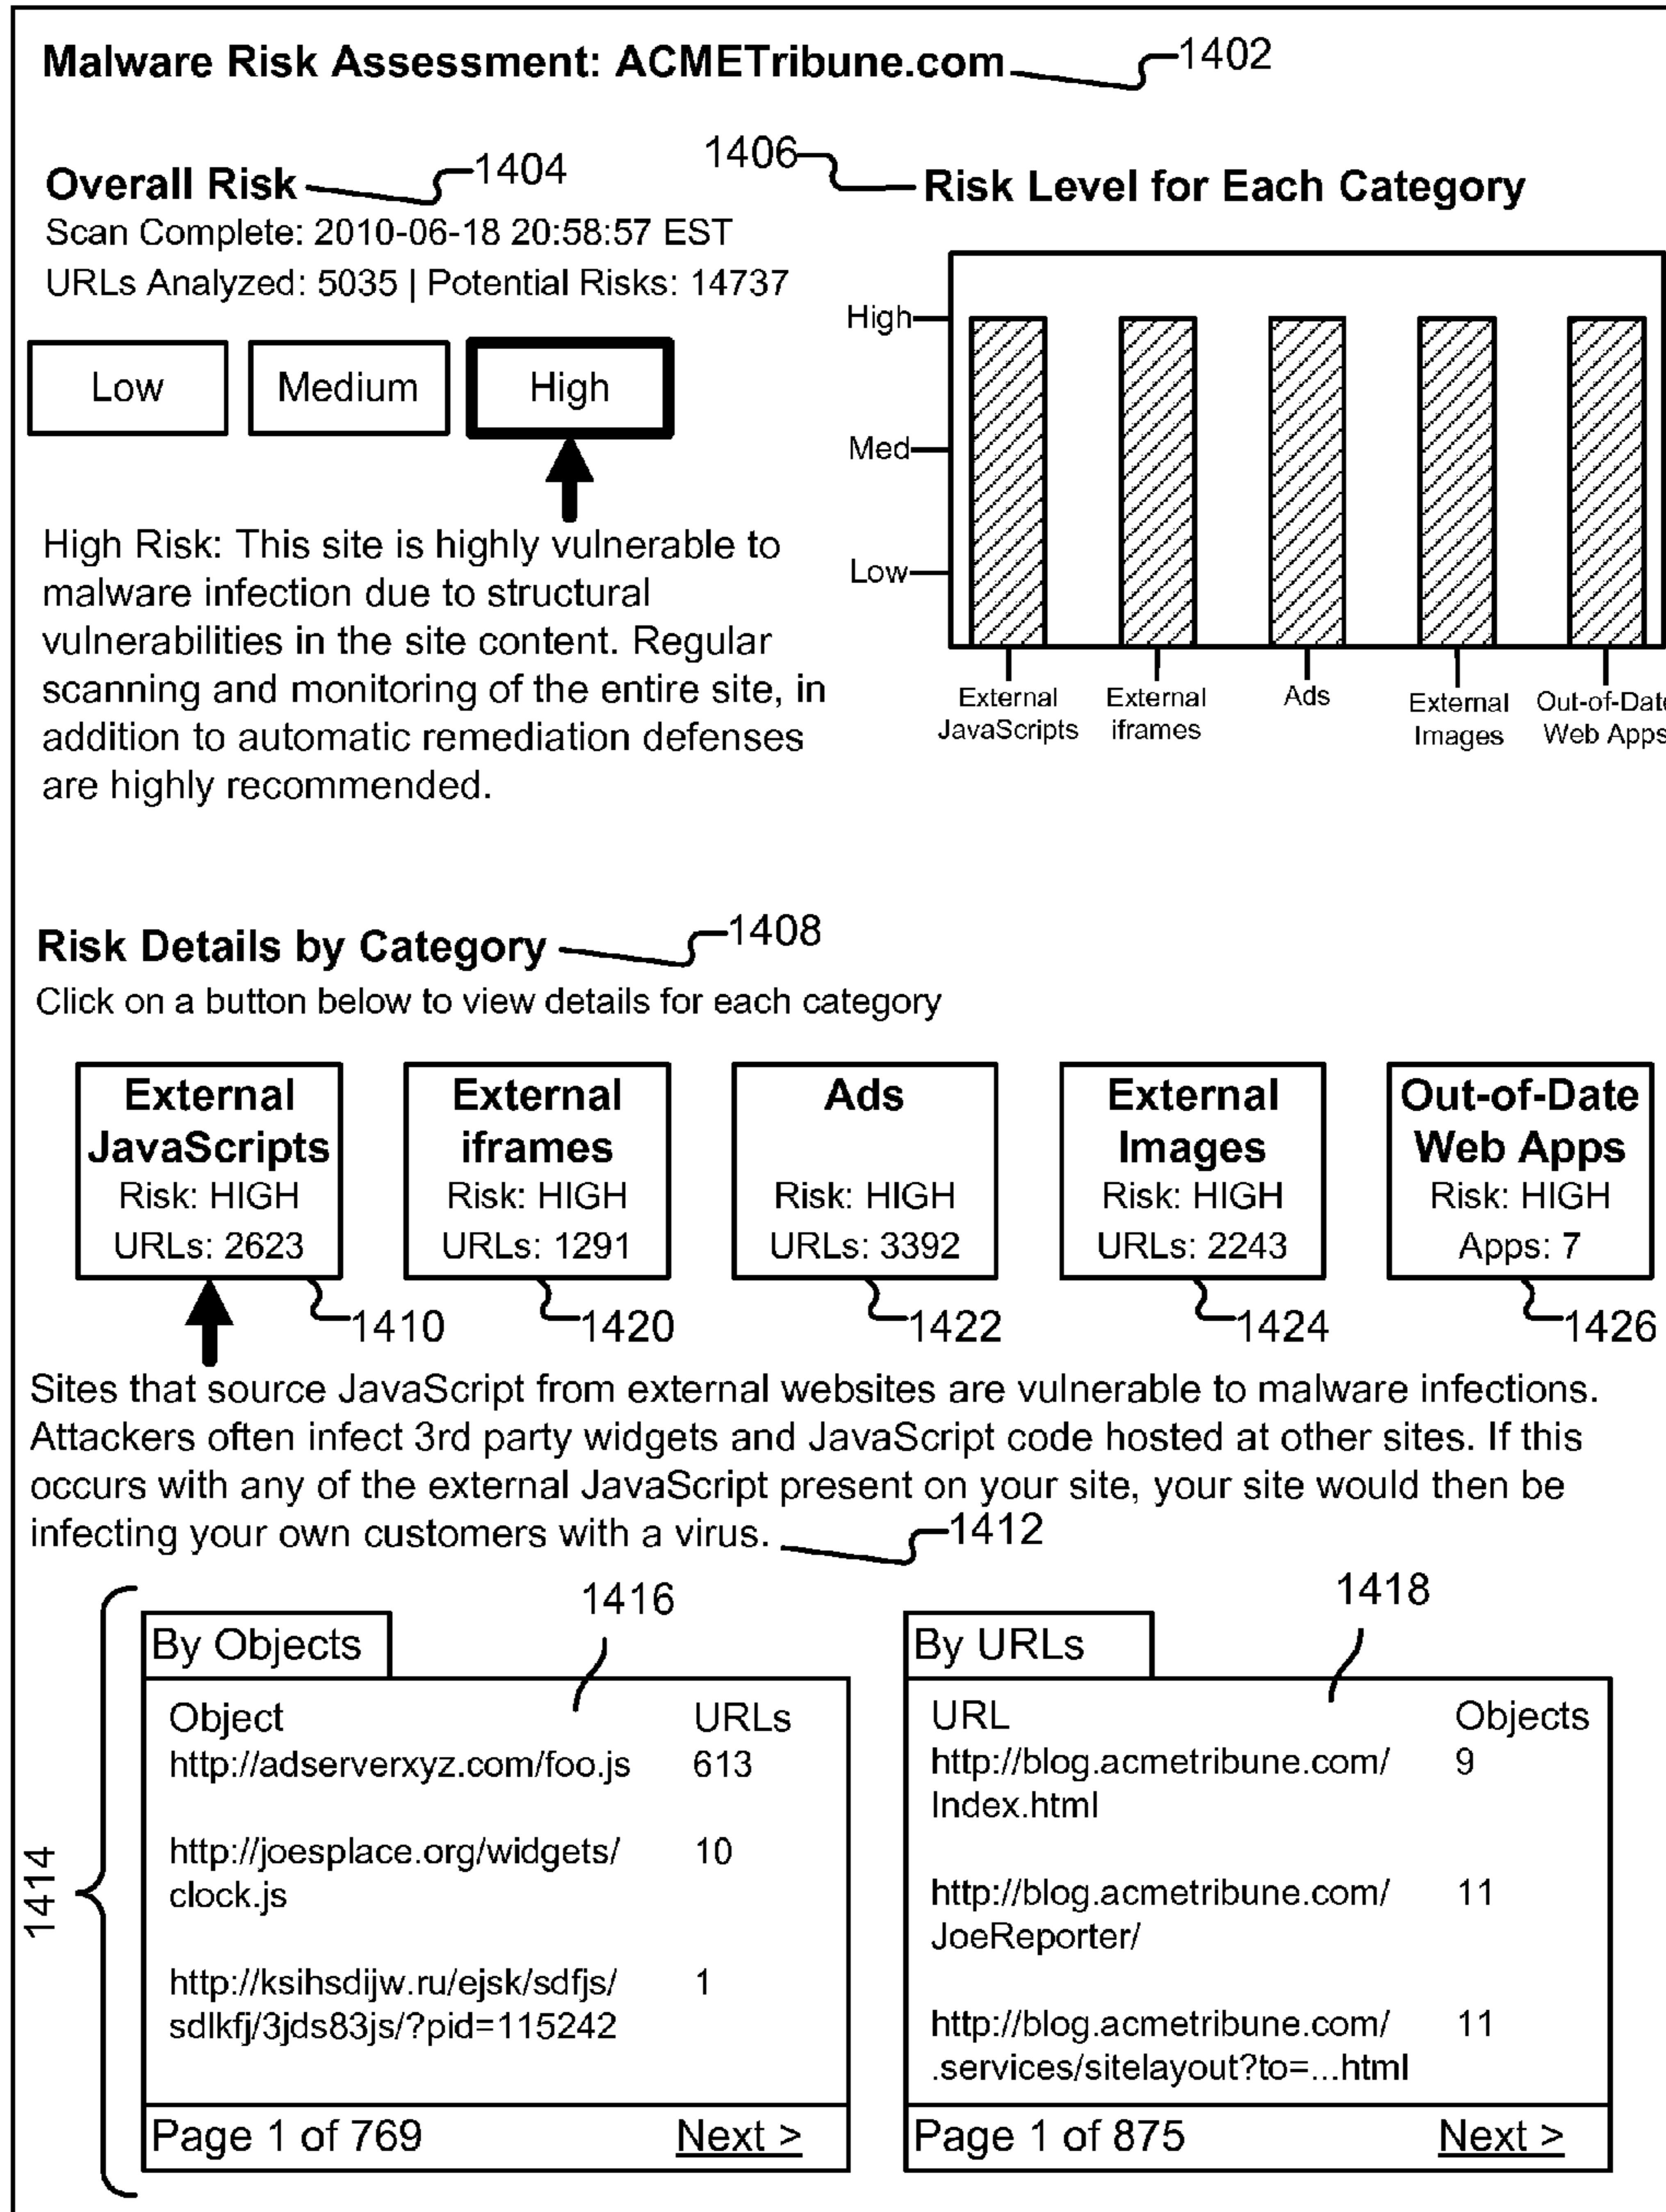 Malware Risk Assessment: ACMETribune.com
1402
Overall Risk
1404
Scan Complete: 2010-06-18 20:58:57 EST
URLs Analyzed: 5035 | Potential Risks: 14737
Low
Medium
High
High Risk: This site is highly vulnerable to
malware infection due to structural
vulnerabilities in the site content. Regular
scanning and monitoring of the entire site, in
addition to automatic remediation defenses
are highly recommended.
1406
Risk Level for Each Category
High
Med
Low
External
JavaScripts
External
iframes
Ads
External
Images
Out-of-Date
Web Apps
Risk Details by Category
1408
Click on a button below to view details for each category
External
JavaScripts
Risk: HIGH
URLs: 2623
1410
External
iframes
Risk: HIGH
URLs: 1291
1420
Ads
Risk: HIGH
URLs: 3392
1422
External
Images
Risk: HIGH
URLs: 2243
1424
Out-of-Date
Web Apps
Risk: HIGH
Apps: 7
1426
Sites that source JavaScript from external websites are vulnerable to malware infections.
Attackers often infect 3rd party widgets and JavaScript code hosted at other sites. If this
occurs with any of the external JavaScript present on your site, your site would then be
infecting your own customers with a virus.
1412
1414
1416
By Objects
Object URLs
http://adserverxyz.com/foo.js 613
http://joesplace.org/widgets/ 10
clock.js
http://ksihsdijw.ru/ejsk/sdfjs/ 1
sdlkfj/3jds83js/?pid=115242
Page 1 of 769 Next >
1418
By URLs
URL Objects
http://blog.acmetribune.com/ 9
Index.html
http://blog.acmetribune.com/ 11
JoeReporter/
http://blog.acmetribune.com/ 11
.services/sitelayout?to=...html
Page 1 of 875 Next >